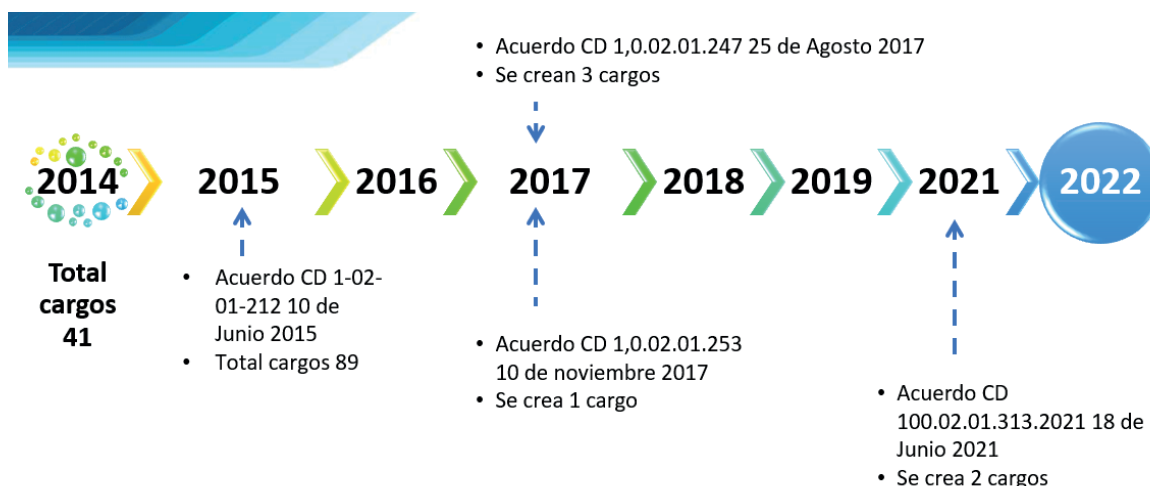 • Acuerdo CD 1,0.02.01.247 25 de Agosto 2017
• Se crean 3 cargos
2014
2015
2016
2017
2018
2019
2021
2022
Total
cargos
41
• Acuerdo CD 1-02-
01-212 10 de
Junio 2015
• Total cargos 89
• Acuerdo CD 1,0.02.01.253
10 de noviembre 2017
• Se crea 1 cargo
• Acuerdo CD
100.02.01.313.2021 18 de
Junio 2021
• Se crea 2 cargos